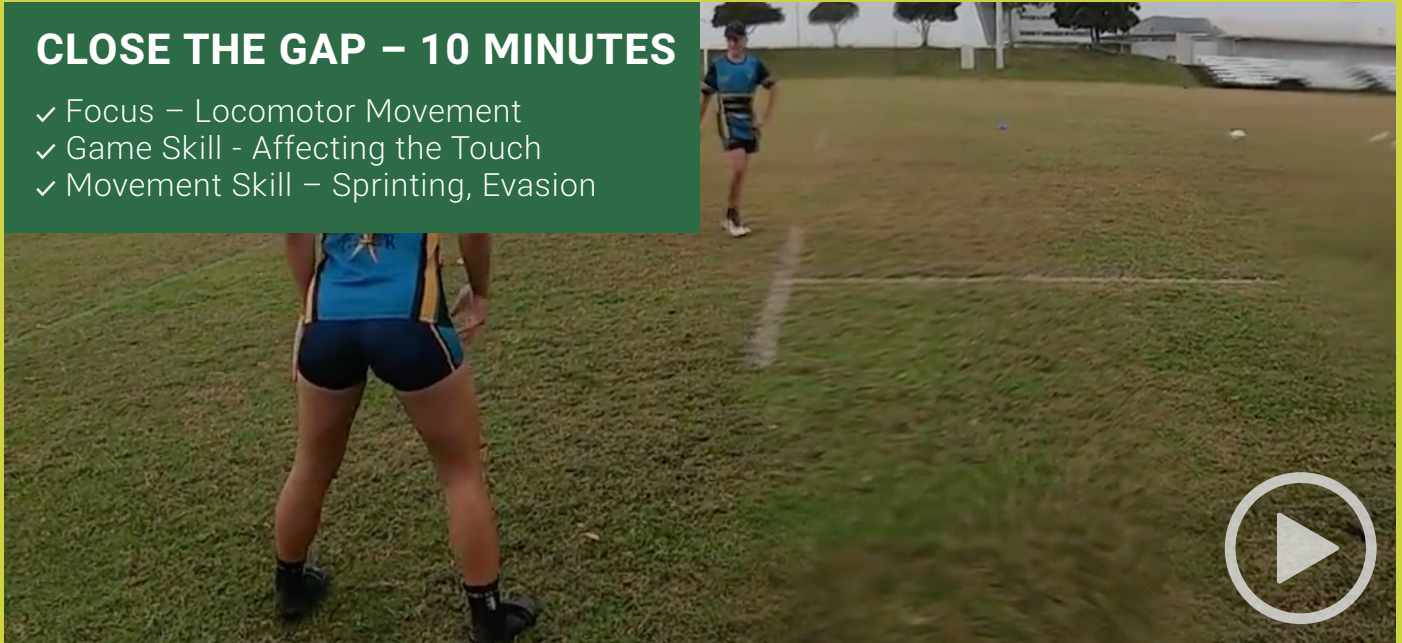 CLOSE THE GAP – 10 MINUTES
Focus – Locomotor Movement
Game Skill - Affecting the Touch
Movement Skill – Sprinting, Evasion